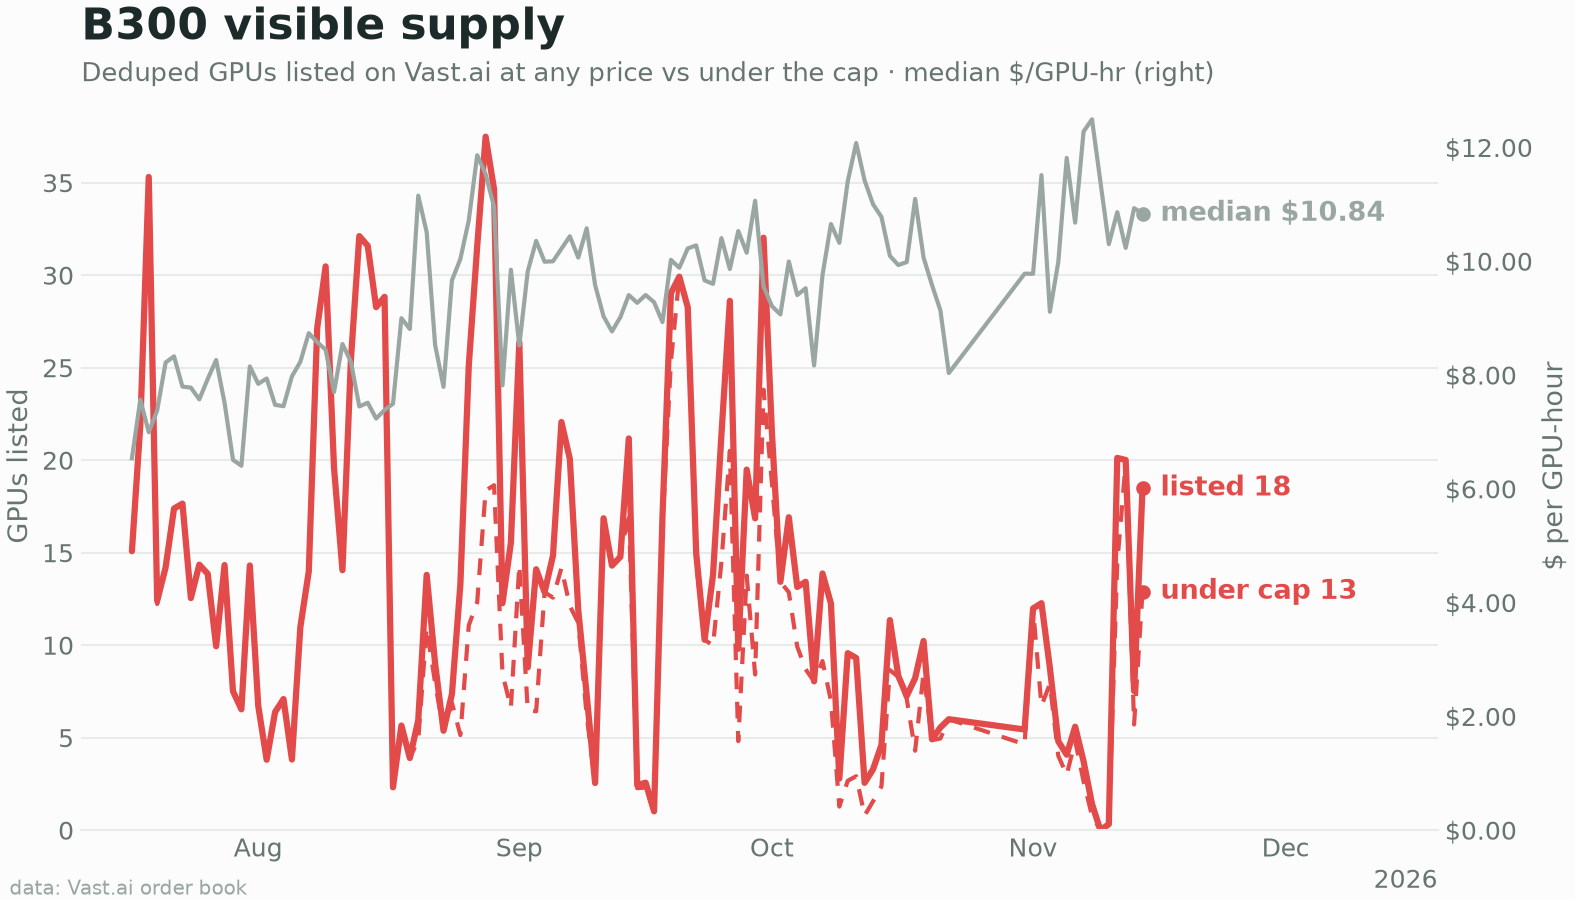 B300 visible supply
Deduped GPUs listed on Vast.ai at any price vs under the cap · median $/GPU-hr (right)
GPUs listed
35
30
25
20
15
10
5
0
$12.00
$10.00
$8.00
$6.00
$4.00
$2.00
$0.00
$ per GPU-hour
median $10.84
listed 18
under cap 13
Aug Sep Oct Nov Dec
2026
data: Vast.ai order book